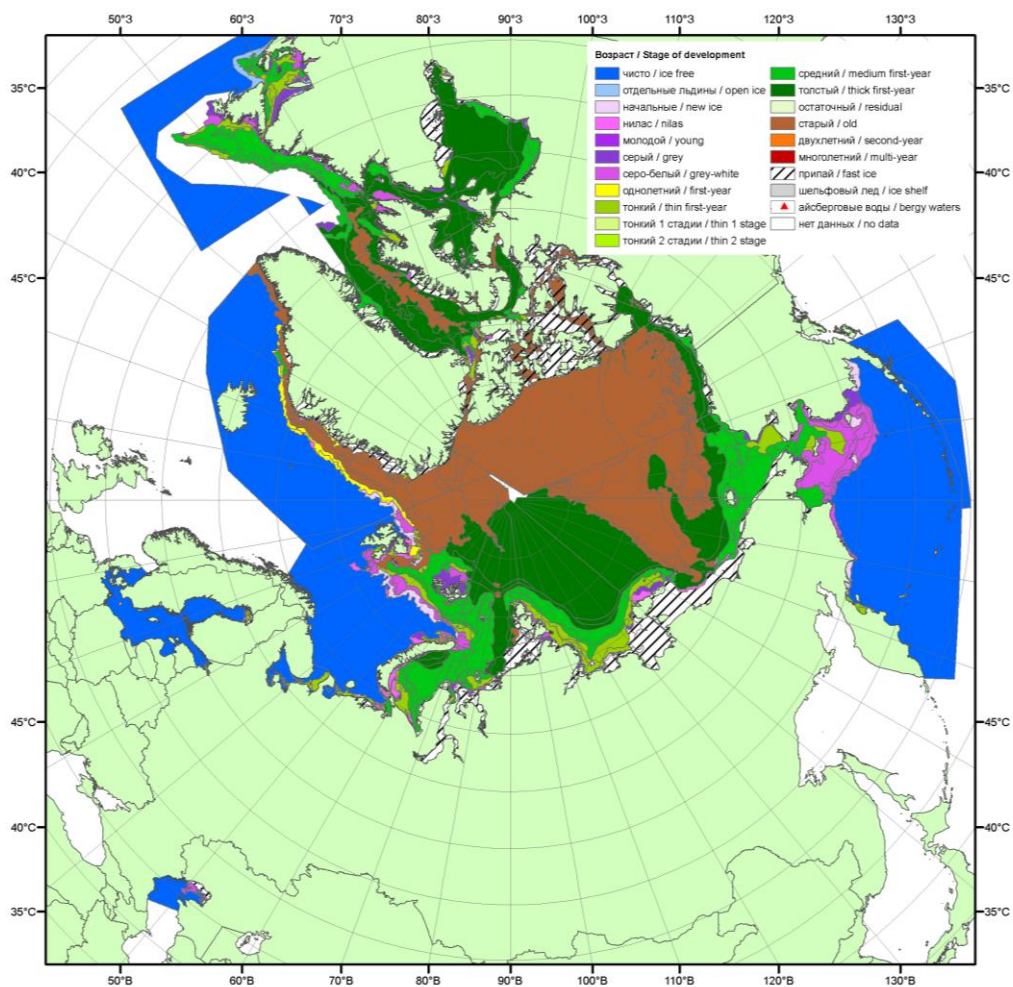 50°З 60°З 70°З 80°З 90°З 100°З 110°З 120°З 130°З
Возраст / Stage of development
чисто / ice free
отдельные льдины / open ice
начальные / new ice
нилас / nilas
молодой / young
серый / grey
серо-белый / grey-white
однолетний / first-year
тонкий / thin first-year
тонкий 1 стадии / thin 1 stage
тонкий 2 стадии / thin 2 stage
средний / medium first-year
толстый / thick first-year
остаточный / residual
старый / old
двухлетний / second-year
многолетний / multi-year
припай / fast ice
шельфовый лед / ice shelf
айсберговые воды / bergy waters
нет данных / no data
35°С 35°С
40°С 40°С
45°С 45°С
45°С 45°С
40°С 40°С
35°С 35°С
50°В 60°В 70°В 80°В 90°В 100°В 110°В 120°В 130°В